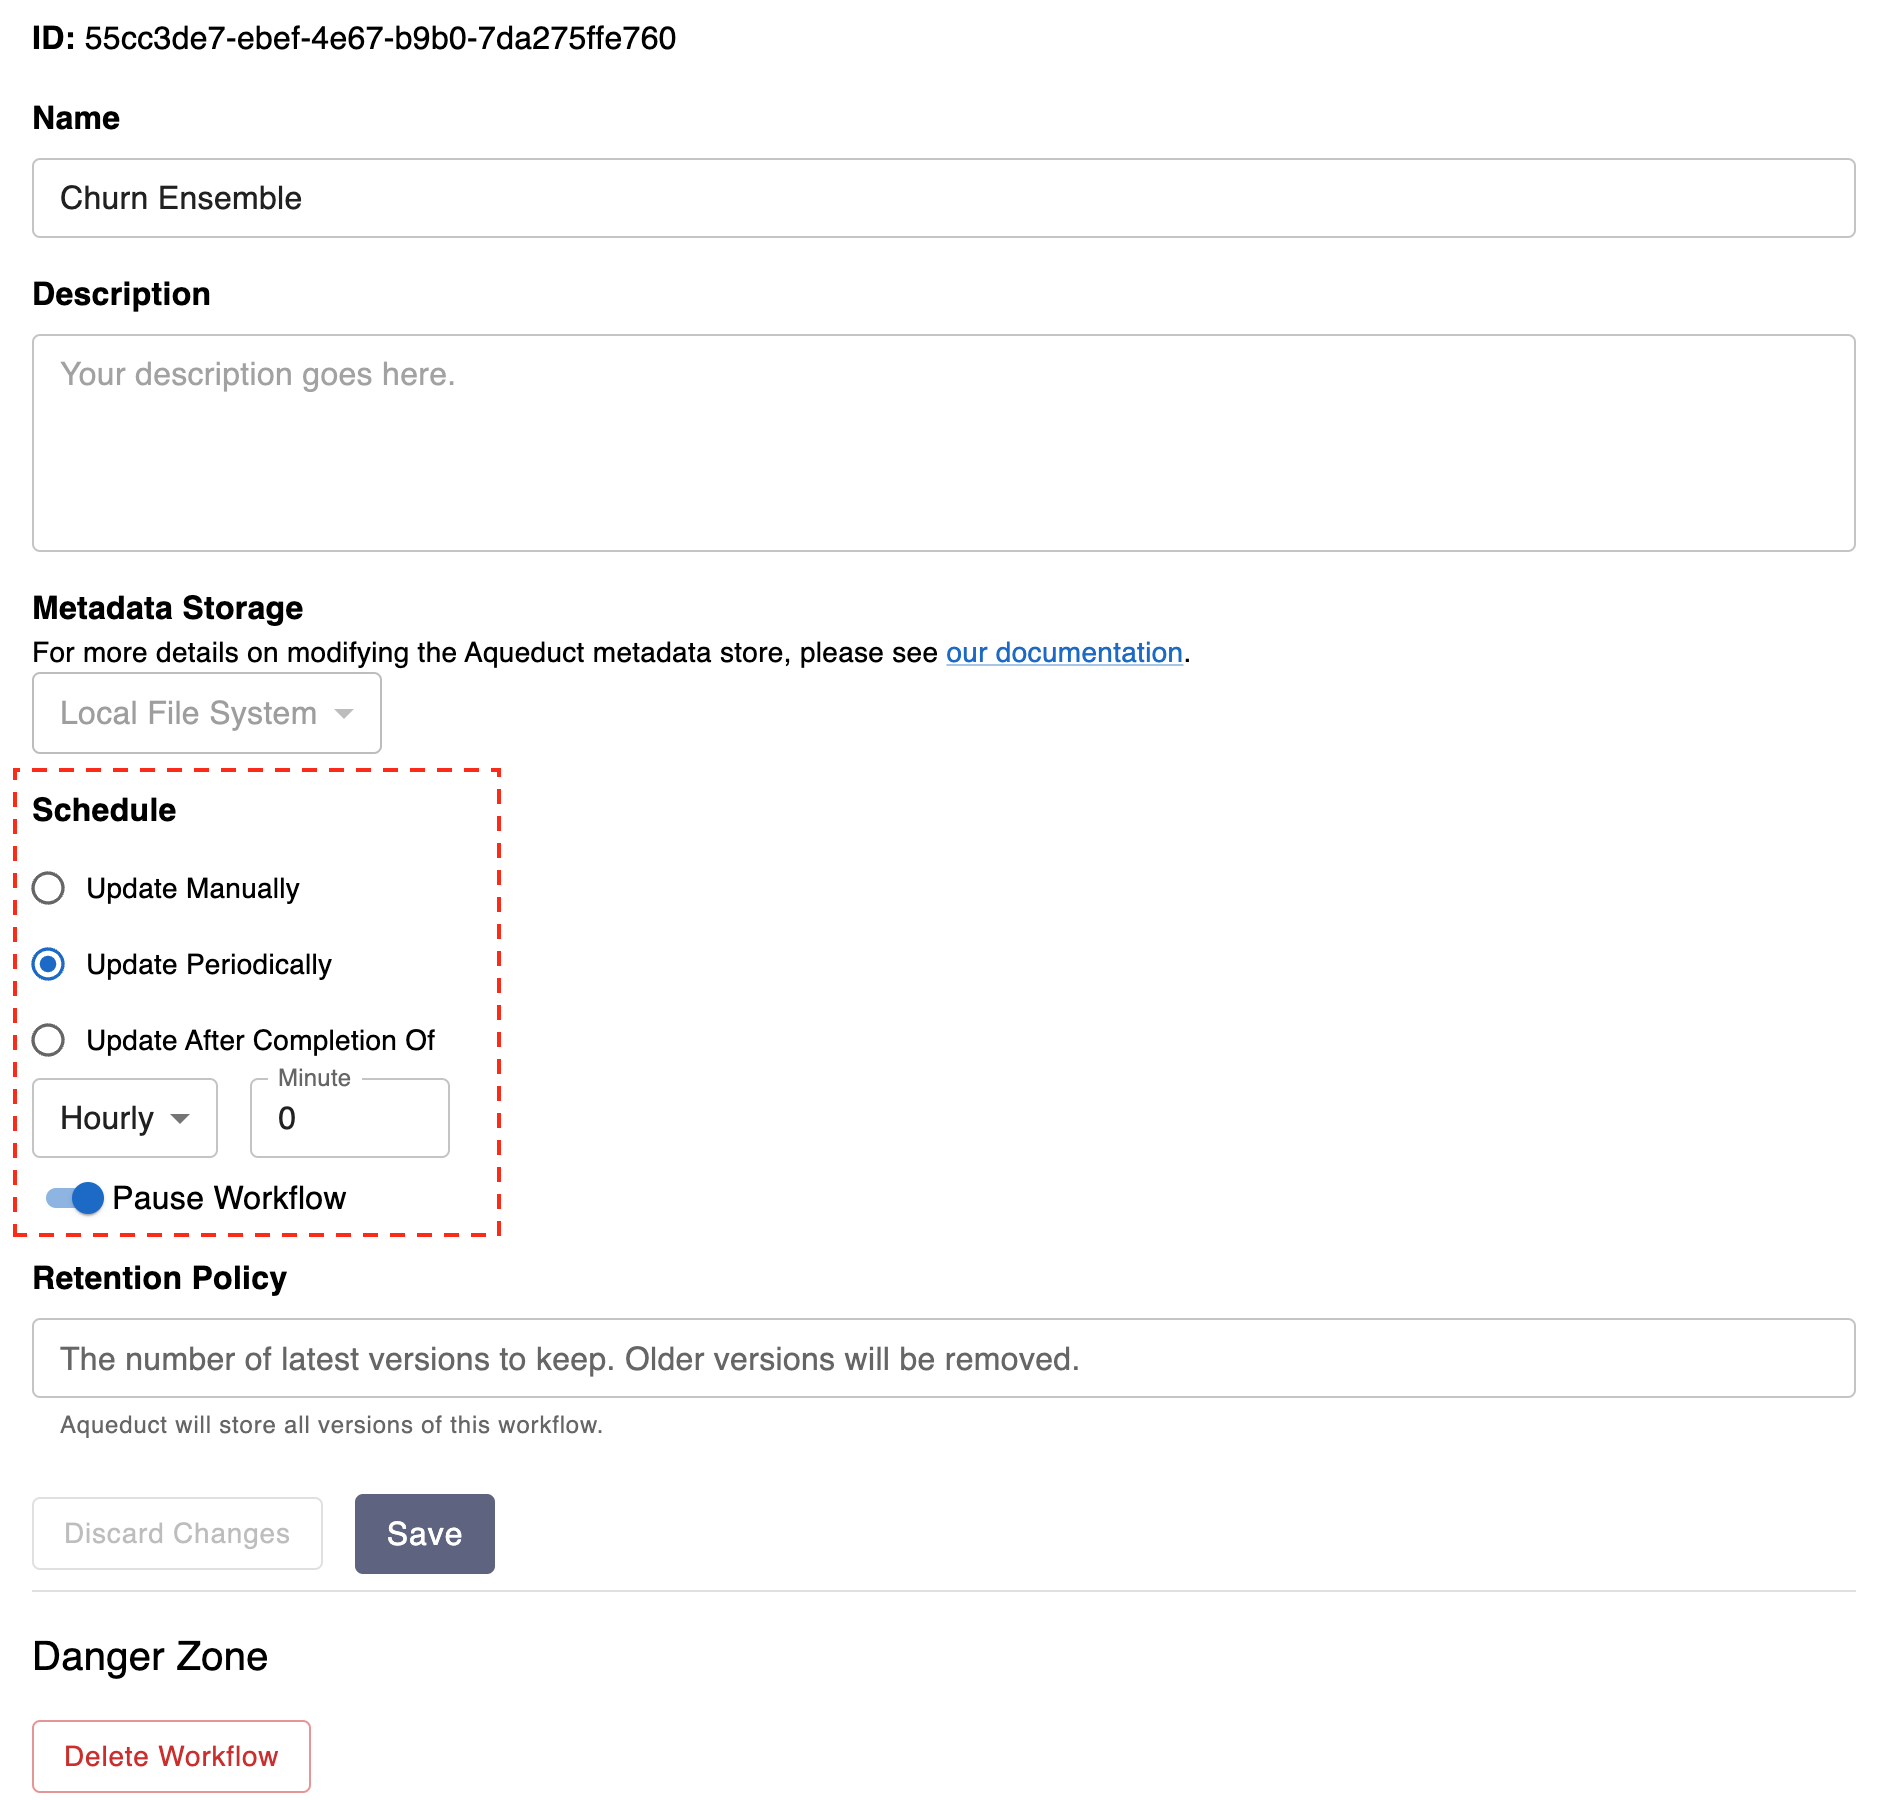 ID: 55cc3de7-ebef-4e67-b9b0-7da275ffe760
Name
Churn Ensemble
Description
Your description goes here.
Metadata Storage
For more details on modifying the Aqueduct metadata store, please see our documentation.
Local File System
Schedule
Update Manually
Update Periodically
Update After Completion Of
Minute
Hourly 0
Pause Workflow
Retention Policy
The number of latest versions to keep. Older versions will be removed.
Aqueduct will store all versions of this workflow.
Discard Changes Save
Danger Zone
Delete Workflow